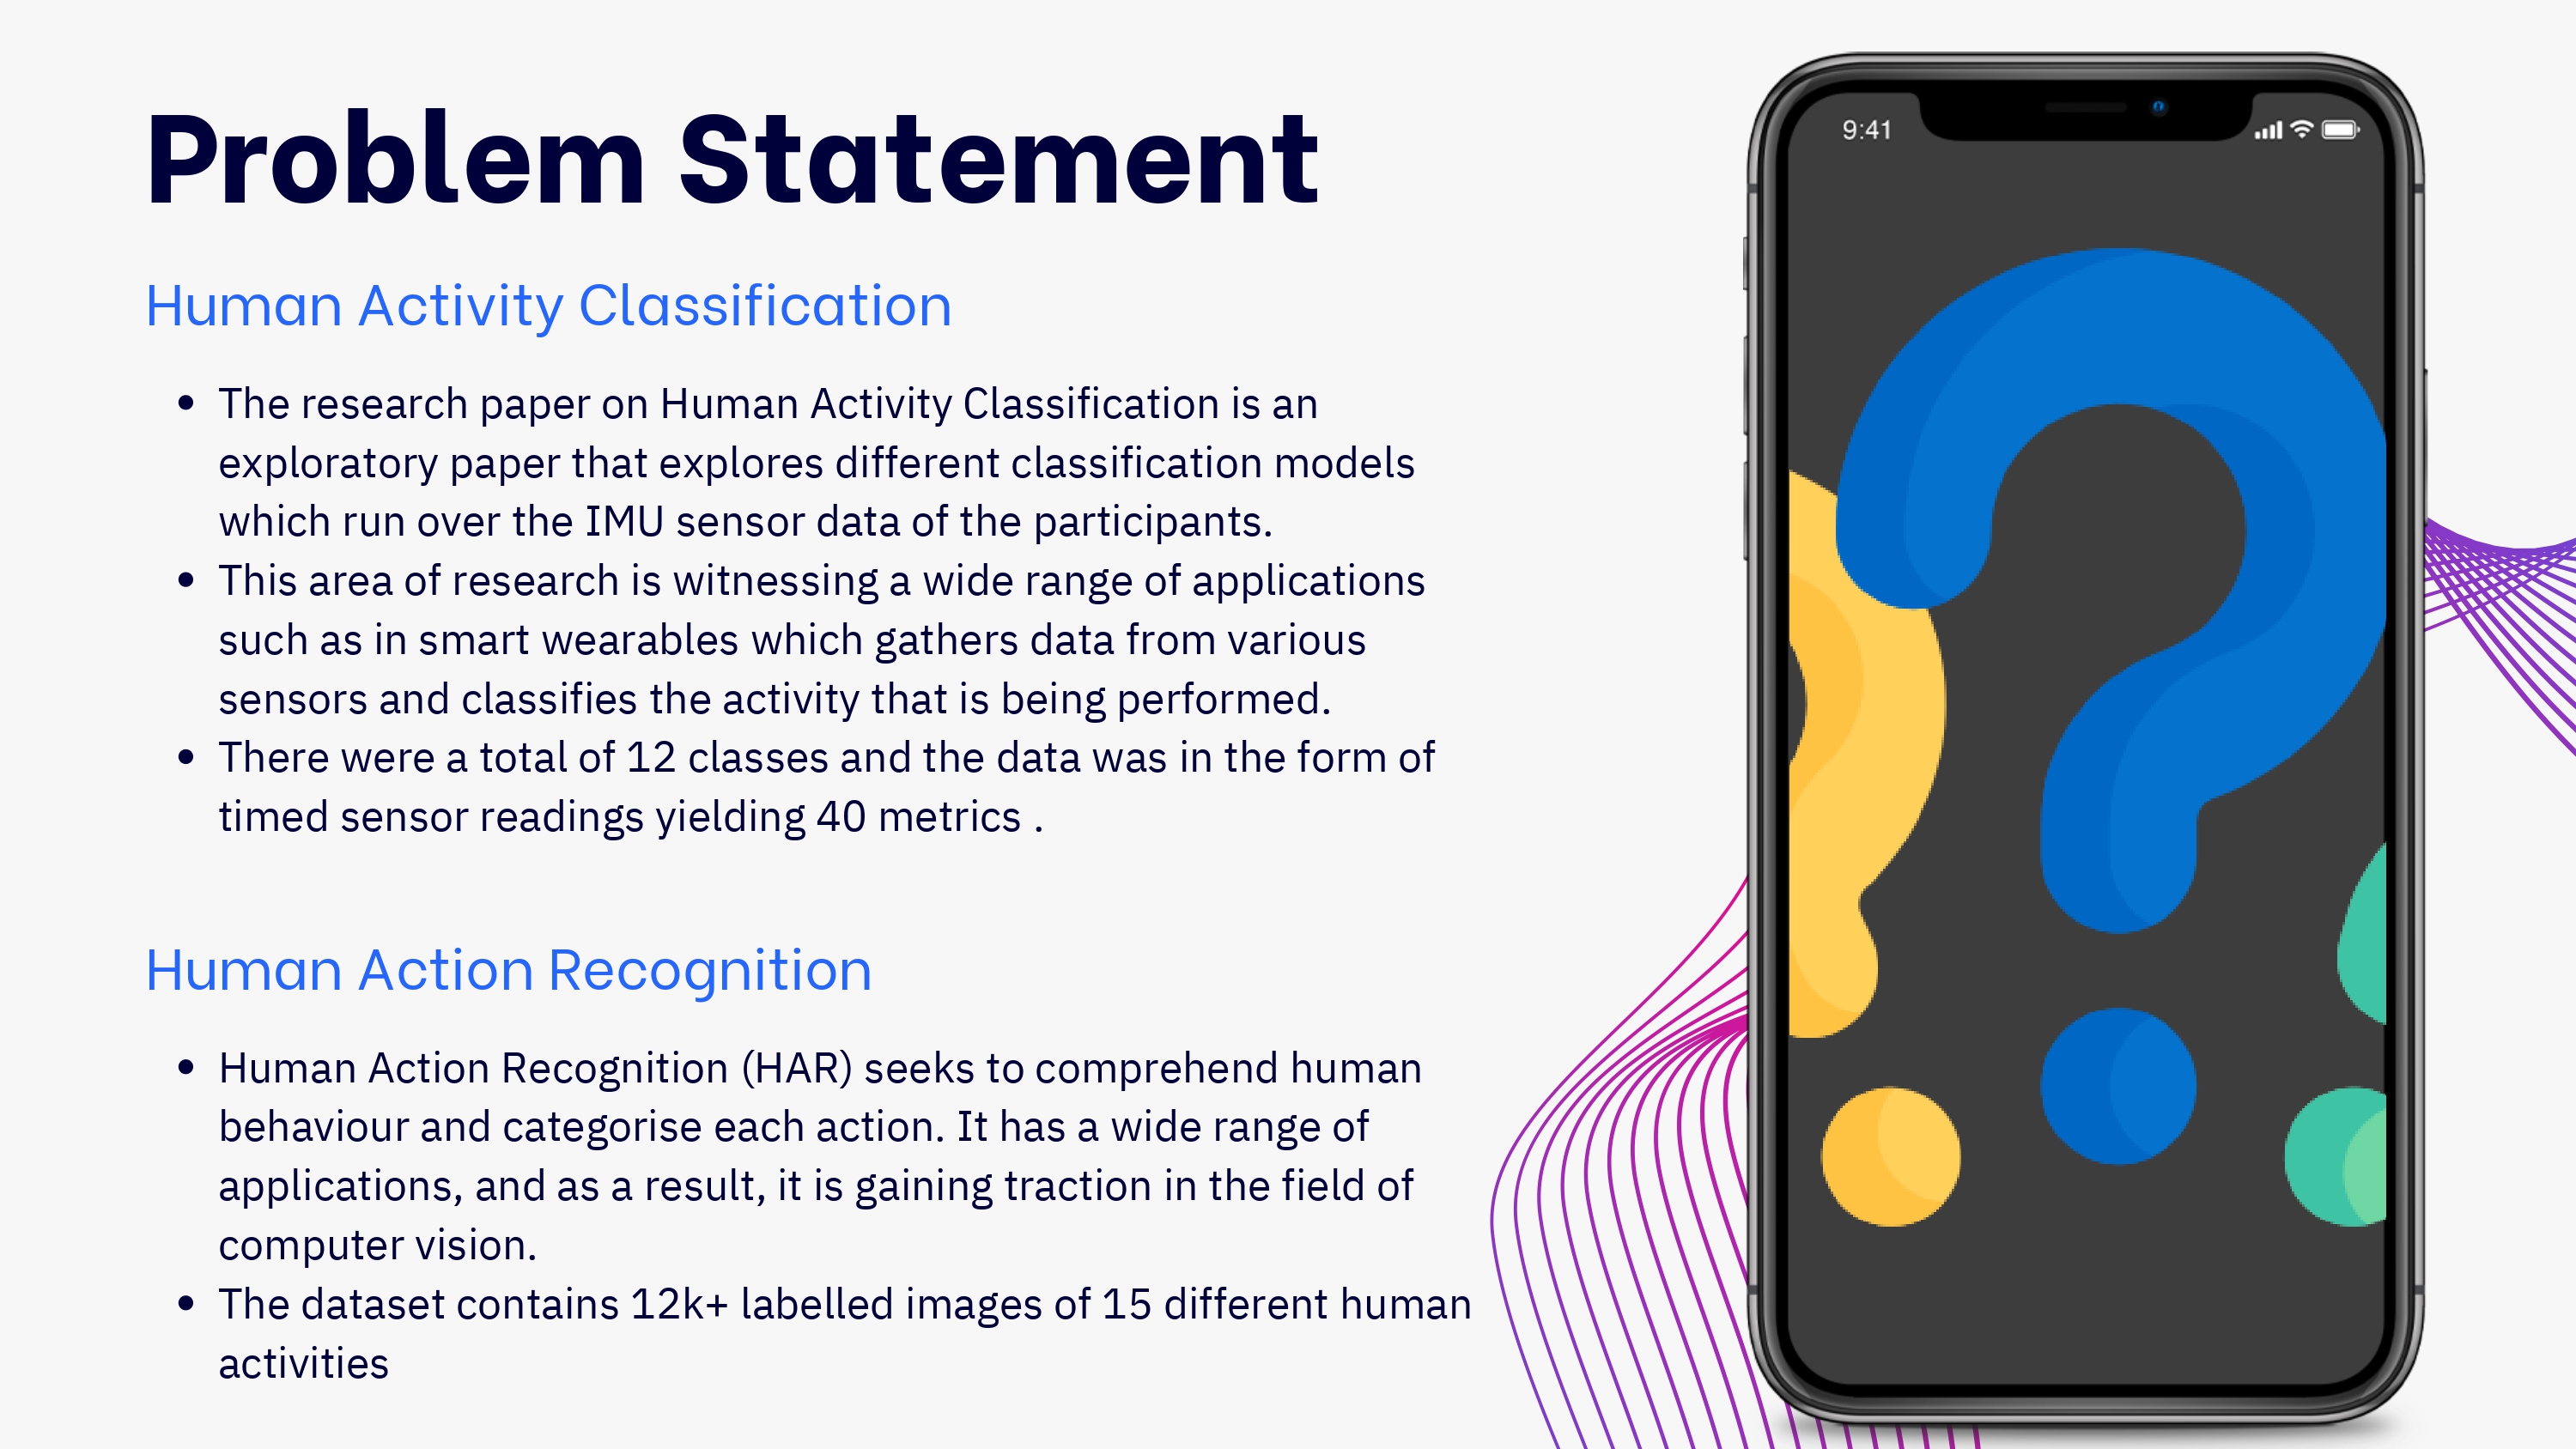 Problem Statement
Human Activity Classification
• The research paper on Human Activity Classification is an
exploratory paper that explores different classification models
which run over the IMU sensor data of the participants.
• This area of research is witnessing a wide range of applications
such as in smart wearables which gathers data from various
sensors and classifies the activity that is being performed.
• There were a total of 12 classes and the data was in the form of
timed sensor readings yielding 40 metrics .
Human Action Recognition
• Human Action Recognition (HAR) seeks to comprehend human
behaviour and categorise each action. It has a wide range of
applications, and as a result, it is gaining traction in the field of
computer vision.
• The dataset contains 12k+ labelled images of 15 different human
activities
9:41
?